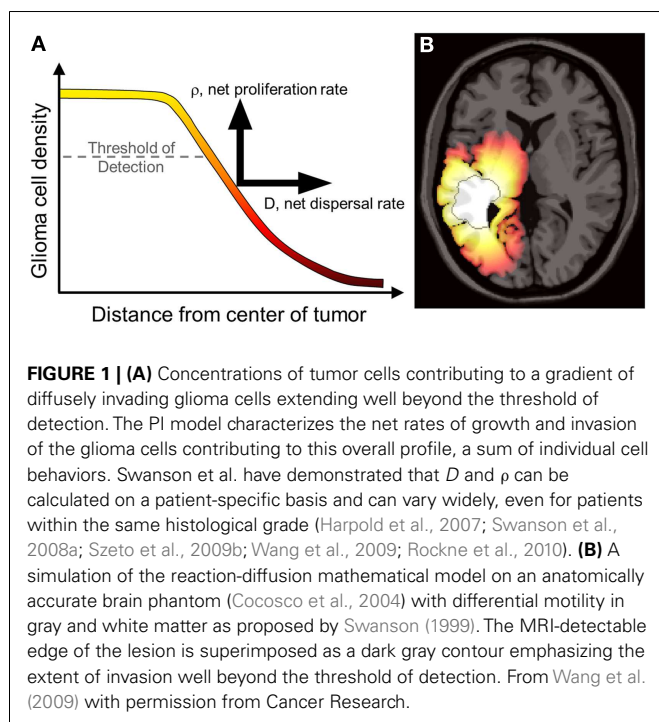 A
B
ρ, net proliferation rate
Threshold of
Detection
D, net dispersal rate
Glioma cell density
Distance from center of tumor
FIGURE 1 | (A) Concentrations of tumor cells contributing to a gradient of
diffusely invading glioma cells extending well beyond the threshold of
detection. The PI model characterizes the net rates of growth and invasion
of the glioma cells contributing to this overall profile, a sum of individual cell
behaviors. Swanson et al. have demonstrated that D and ρ can be
calculated on a patient-specific basis and can vary widely, even for patients
within the same histological grade (Harpold et al., 2007; Swanson et al.,
2008a; Szeto et al., 2009b; Wang et al., 2009; Rockne et al., 2010). (B) A
simulation of the reaction-diffusion mathematical model on an anatomically
accurate brain phantom (Cocosco et al., 2004) with differential motility in
gray and white matter as proposed by Swanson (1999). The MRI-detectable
edge of the lesion is superimposed as a dark gray contour emphasizing the
extent of invasion well beyond the threshold of detection. From Wang et al.
(2009) with permission from Cancer Research.